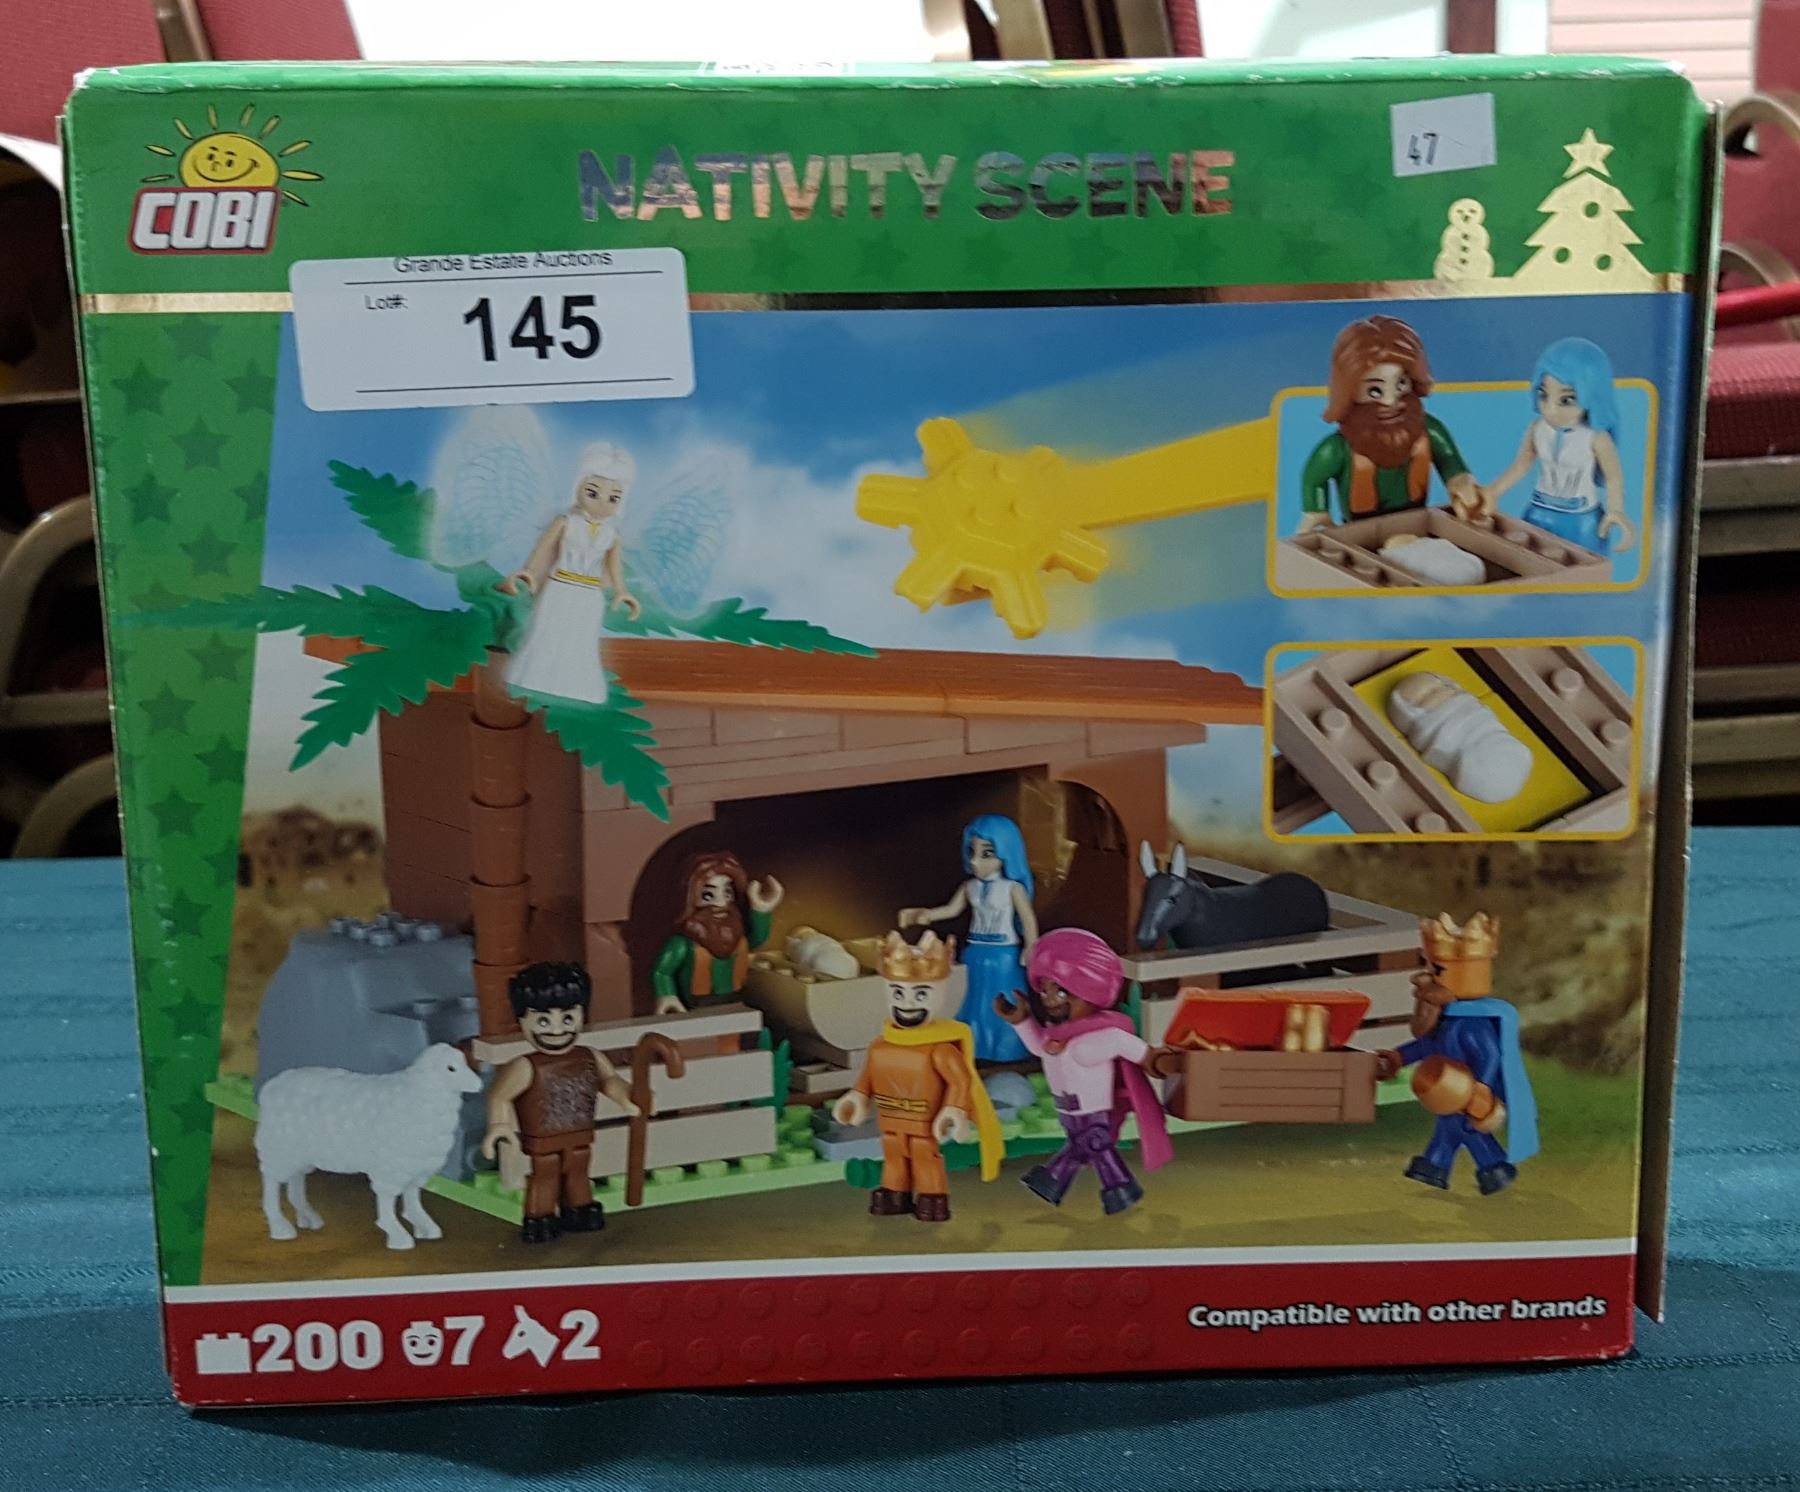 COBI
NATIVITY SCENE
47
Grande Estate Auctions
Lot#:
145
200 7 2
Compatible with other brands